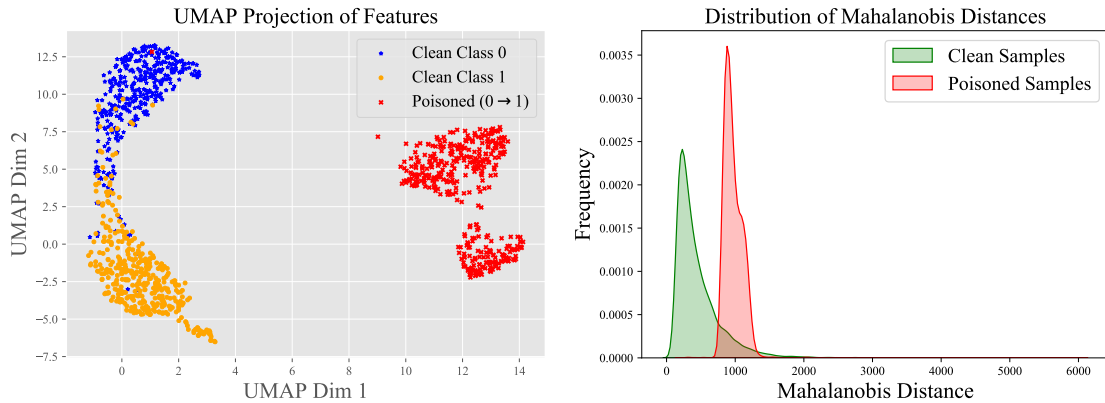 UMAP Projection of Features
UMAP Dim 2
12.5
10.0
7.5
5.0
2.5
0.0
−2.5
−5.0
−7.5
Clean Class 0
Clean Class 1
Poisoned (0 → 1)
0 2 4 6 8 10 12 14
UMAP Dim 1
Distribution of Mahalanobis Distances
Frequency
0.0035
0.0030
0.0025
0.0020
0.0015
0.0010
0.0005
0.0000
Clean Samples
Poisoned Samples
0 1000 2000 3000 4000 5000 6000
Mahalanobis Distance